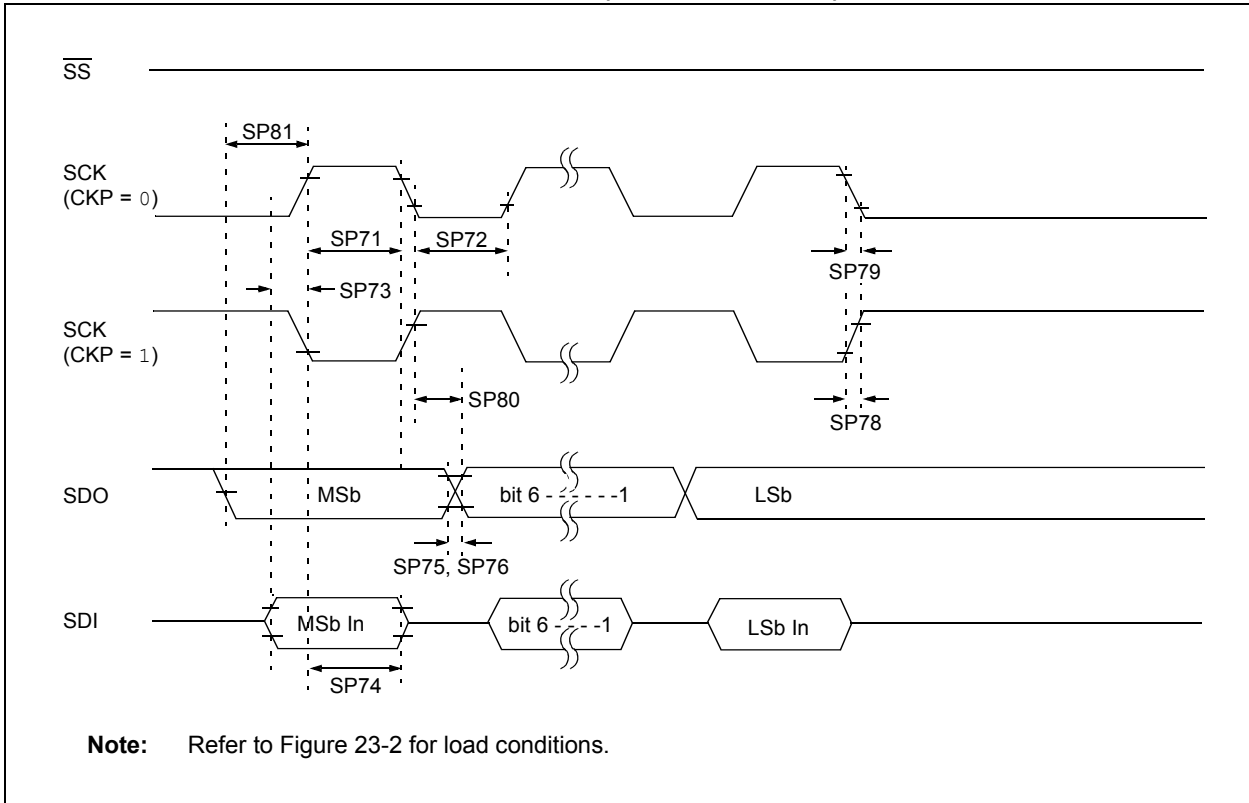 SS
SP81
SCK
(CKP = 0)
SP71
SP72
SP79
SP73
SCK
(CKP = 1)
SP80
SP78
SDO
MSb
bit 6 - - - - - -1
LSb
SP75, SP76
SDI
MSb In
bit 6 - - - -1
LSb In
SP74
Note: Refer to Figure 23-2 for load conditions.